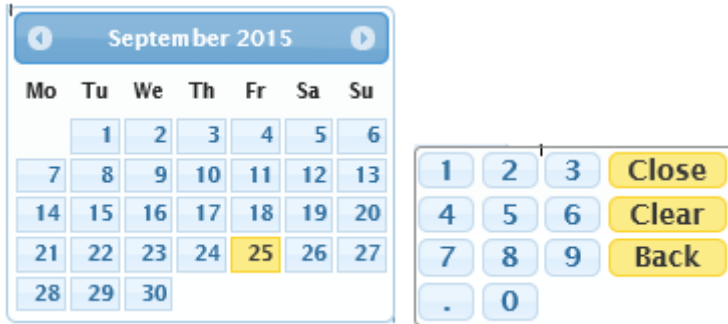 September 2015
Mo Tu We Th Fr Sa Su
1 2 3 4 5 6
7 8 9 10 11 12 13
14 15 16 17 18 19 20
21 22 23 24 25 26 27
28 29 30
1 2 3 Close
4 5 6 Clear
7 8 9 Back
. 0